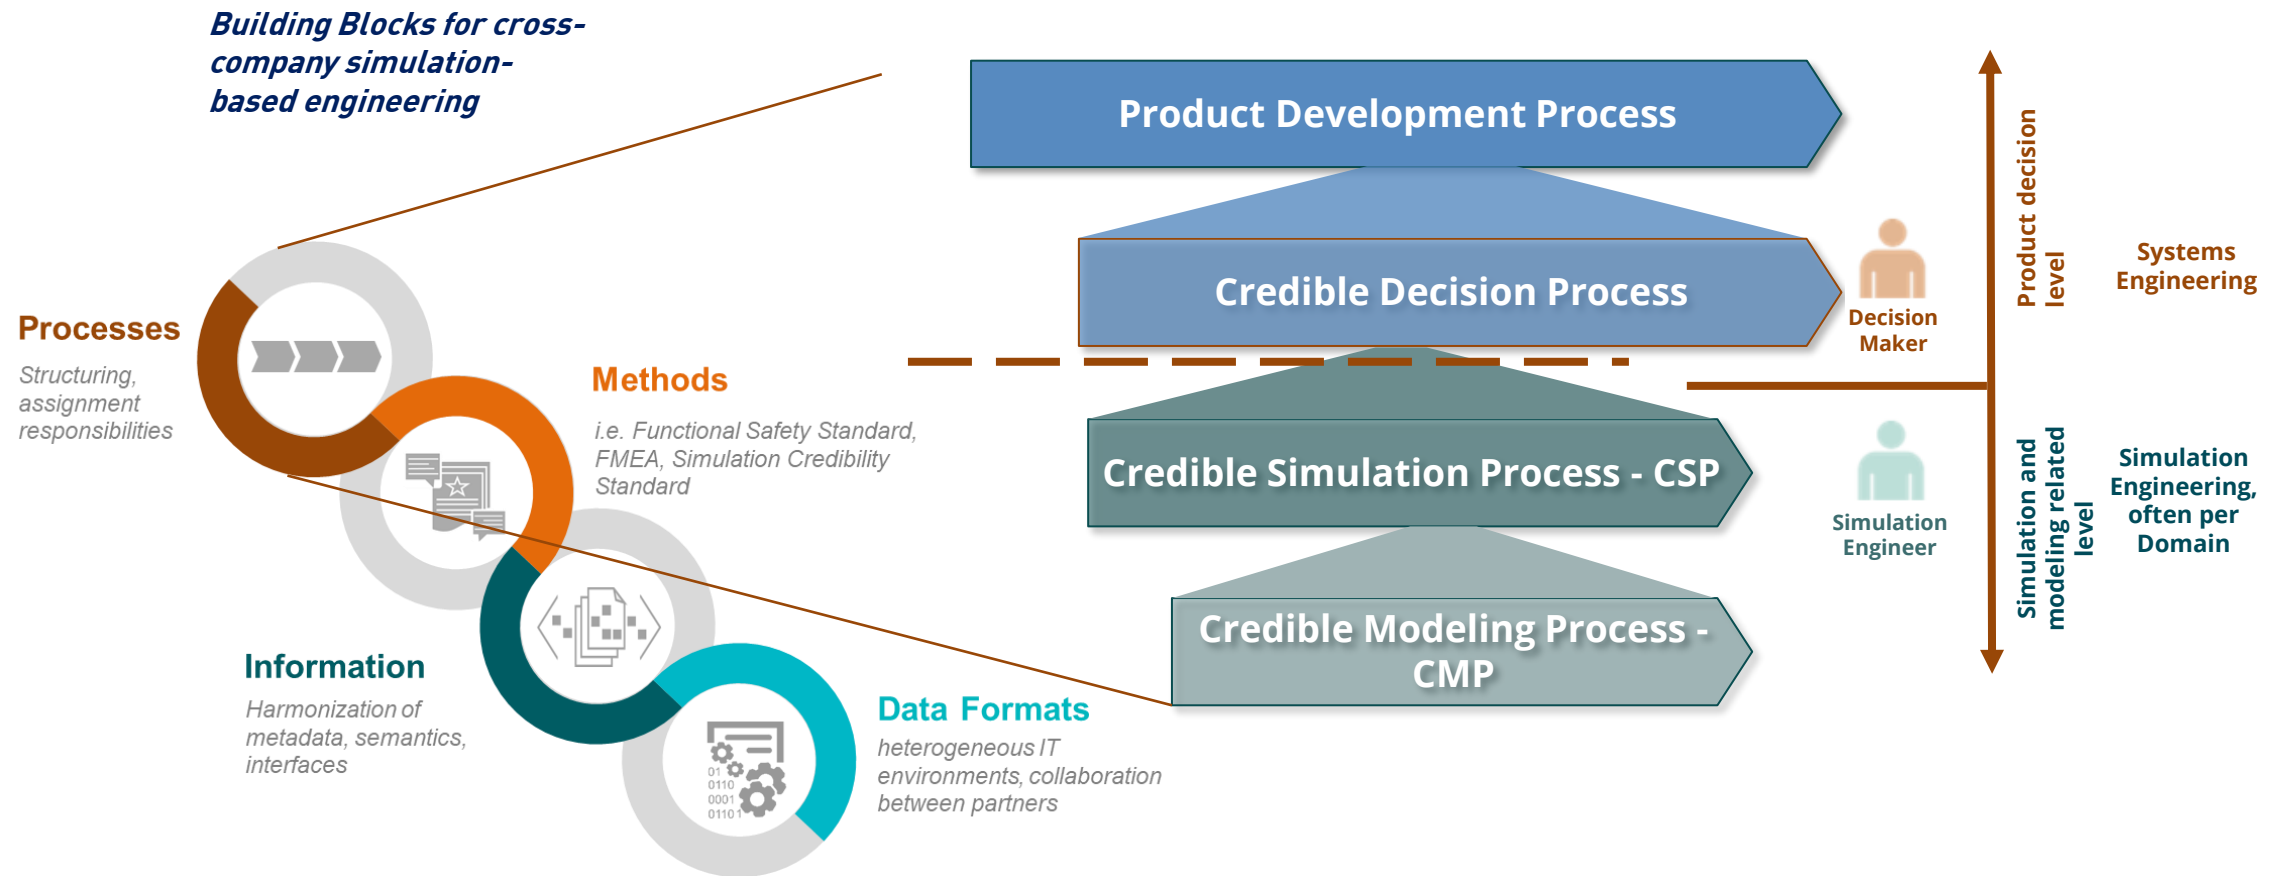 Building Blocks for cross-
company simulation-
based engineering
Processes
Structuring,
assignment
responsibilities
Methods
i.e. Functional Safety Standard,
FMEA, Simulation Credibility
Standard
Information
Harmonization of
metadata, semantics,
interfaces
Data Formats
heterogeneous IT
environments, collaboration
between partners
01
0110
0001
01101
Product Development Process
Credible Decision Process
Credible Simulation Process - CSP
Credible Modeling Process -
CMP
Decision
Maker
Simulation
Engineer
Product decision
level
Simulation and
modeling related
level
Systems
Engineering
Simulation
Engineering,
often per
Domain